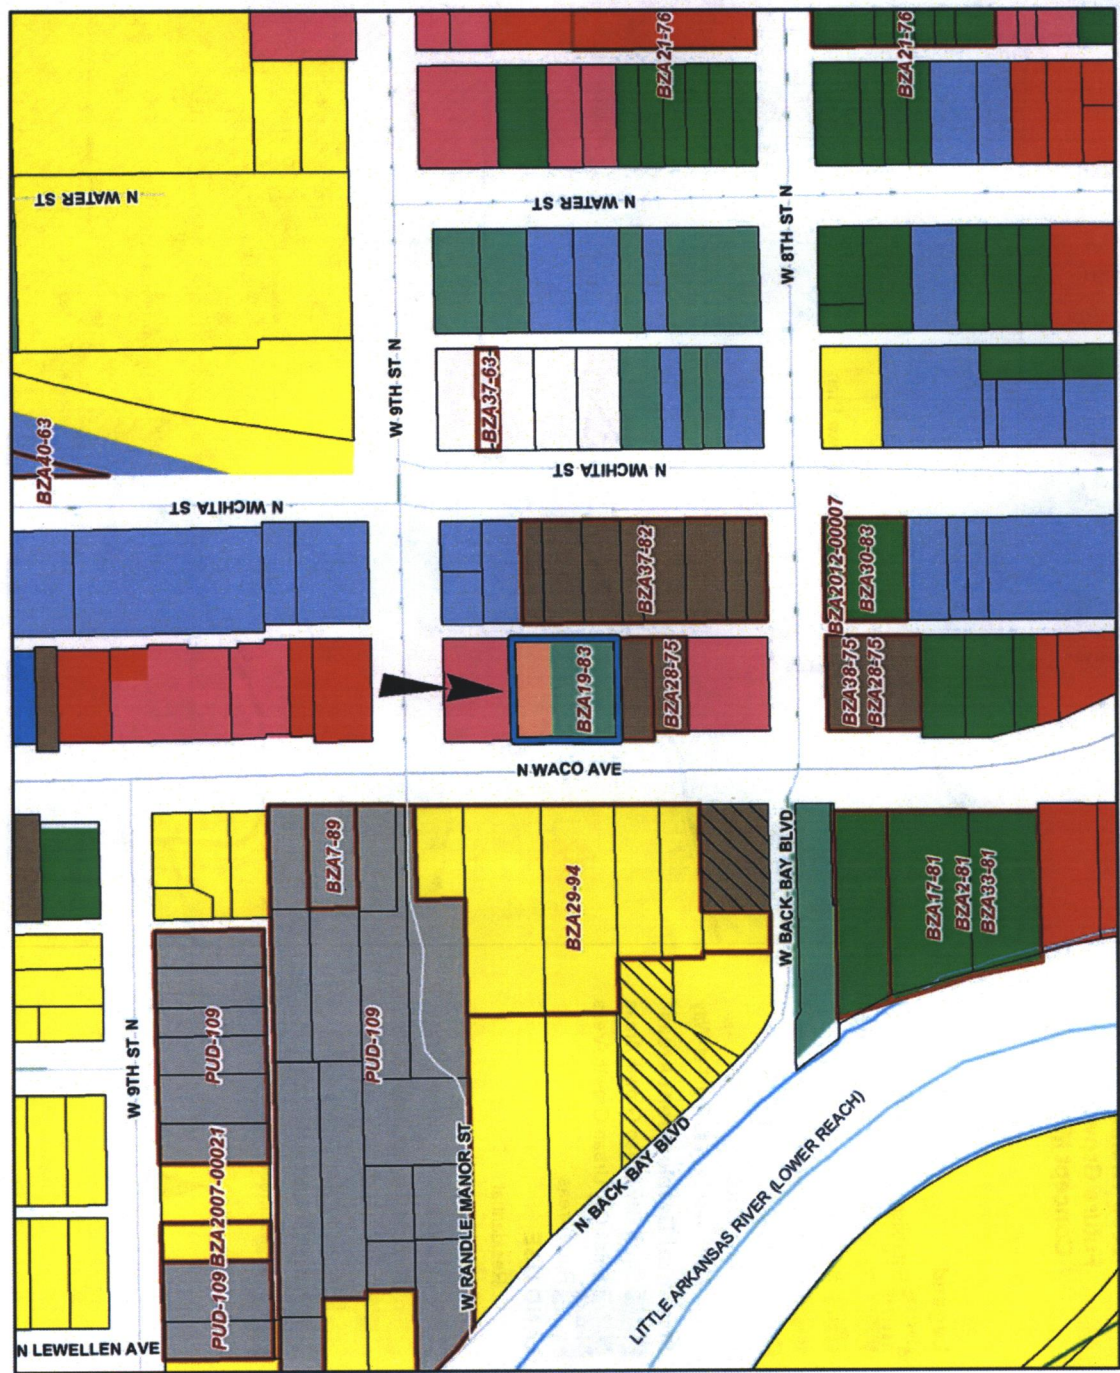 BZA21-76
BZA21-76
N WATER ST
N WATER ST
W 8TH ST N
W 9TH ST N
BZA37-63
BZA40-63
N WICHITA ST
N WICHITA ST
BZA37-82
BZA2012-00007
BZA30-83
BZA19-83
BZA28-75
BZA38-75
BZA28-75
N WACO AVE
BZA7-89
BZA29-94
W BACK BAY BLVD
BZA17-81
BZA2-81
BZA33-81
PUD-109
PUD-109
W 9TH ST N
PUD-109 BZA2007-00021
W RANDLE MANOR ST
N BACK BAY BLVD
LITTLE ARKANSAS RIVER (LOWER REACH)
N LEWELLEN AVE